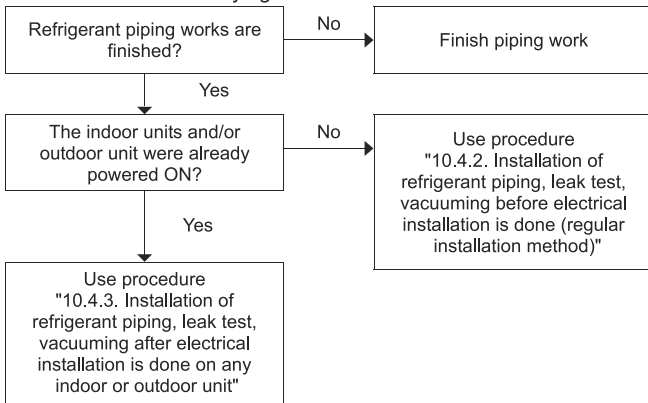 Refrigerant piping works are
finished?
No
Finish piping work
Yes
The indoor units and/or
outdoor unit were already
powered ON?
No
Use procedure
"10.4.2. Installation of
refrigerant piping, leak test,
vacuuming before electrical
installation is done (regular
installation method)"
Yes
Use procedure
"10.4.3. Installation of
refrigerant piping, leak test,
vacuuming after electrical
installation is done on any
indoor or outdoor unit"